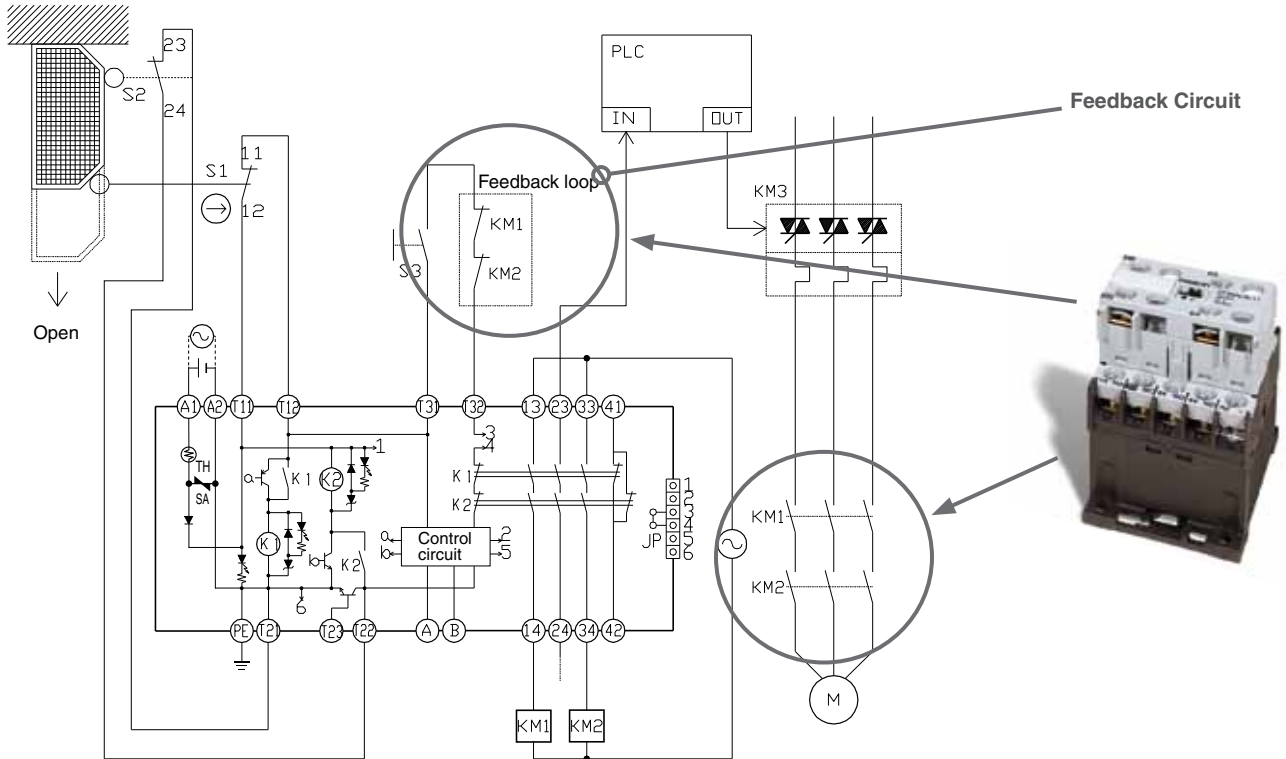 23
S2
24
11
S1
12
Open
PLC
IN
OUT
Feedback Circuit
Feedback loop
KM1
KM2
S3
KM3
A1
A2
T11
T12
T31
T32
13
23
33
41
1
3
4
TH
SA
a
K1
K2
K1
K2
K1
b
K2
a
b
Control
circuit
2
5
6
JP
1
2
3
4
5
6
KM1
KM2
PE
T21
T23
T22
A
B
14
24
34
42
KM1
KM2
M